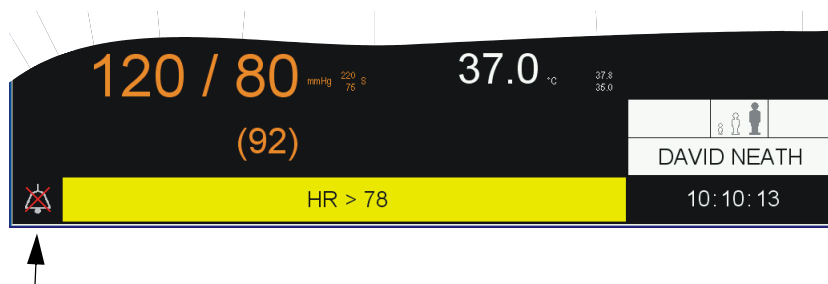 120 / 80 mmHg 220 75 S
37.0 °C 37.8 35.0
(92)
DAVID NEATH
HR > 78
10:10:13